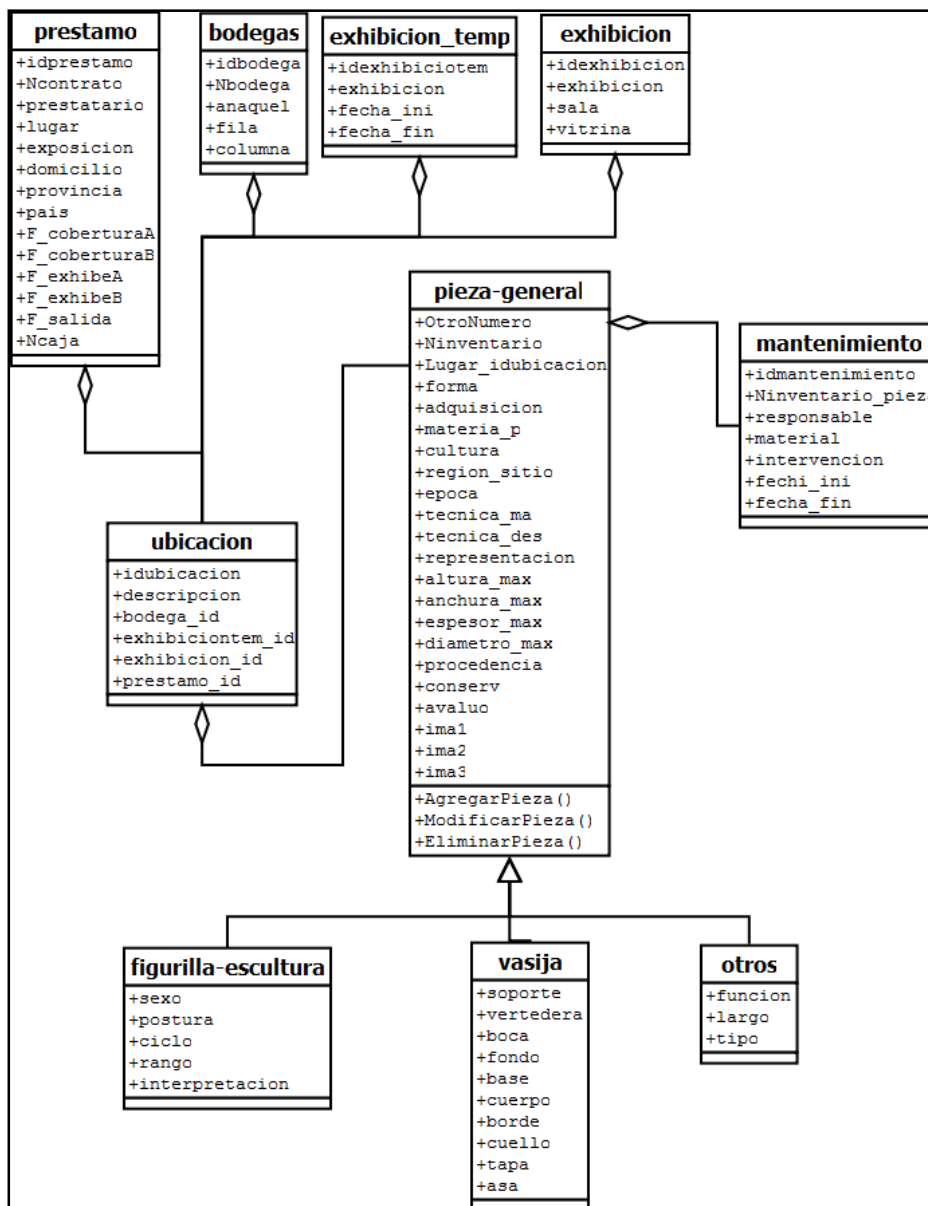 prestamo
+idprestamo
+Ncontrato
+prestatario
+lugar
+exposicion
+domicilio
+provincia
+pais
+F_coberturaA
+F_coberturaB
+F_exhibeA
+F_exhibeB
+F_salida
+Ncaja
bodegas
+idbodega
+Nbodega
+anaquel
+fila
+columna
exhibicion_temp
+idexhibiciotem
+exhibicion
+fecha_ini
+fecha_fin
exhibicion
+idexhibicion
+exhibicion
+sala
+vitrina
pieza-general
+OtroNumero
+Ninventario
+Lugar_idubicacion
+forma
+adquisicion
+materia_p
+cultura
+region_sitio
+epoca
+tecnica_ma
+tecnica_des
+representacion
+altura_max
+anchura_max
+espesor_max
+diametro_max
+procedencia
+conserv
+avaluo
+ima1
+ima2
+ima3
+AgregarPieza()
+ModificarPieza()
+EliminarPieza()
mantenimiento
+idmantenimiento
+Ninventario_pieza
+responsable
+material
+intervencion
+fechi_ini
+fecha_fin
ubicacion
+idubicacion
+descripcion
+bodega_id
+exhibiciontem_id
+exhibicion_id
+prestamo_id
figurilla-escultura
+sexo
+postura
+ciclo
+rango
+interpretacion
vasija
+soporte
+vertedera
+boca
+fondo
+base
+cuerpo
+borde
+cuello
+tapa
+asa
otros
+funcion
+largo
+tipo